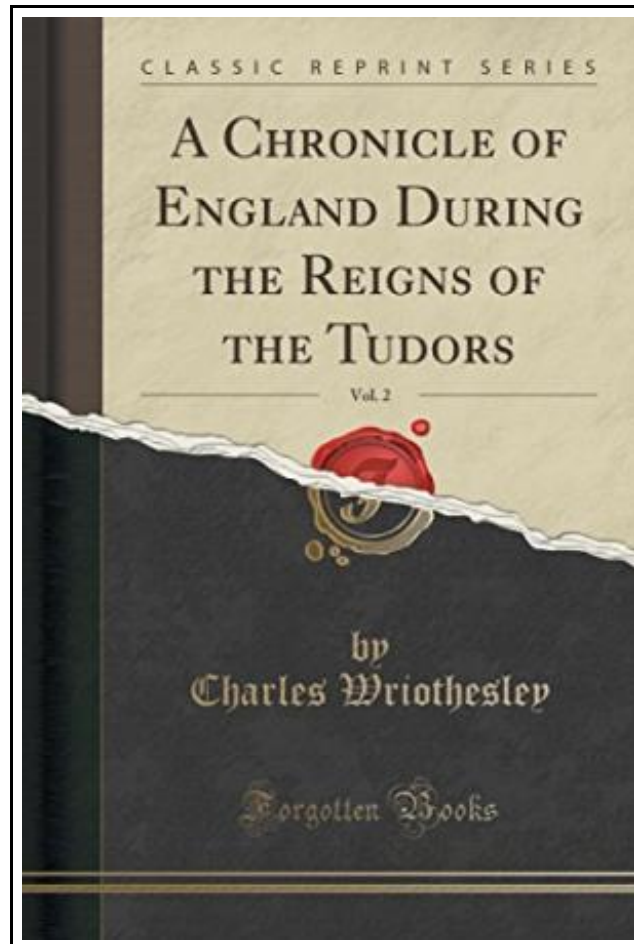 CLASSIC REPRINT SERIES
A CHRONICLE OF
ENGLAND DURING
THE REIGNS OF
THE TUDORS
Vol. 2
by
Charles Wriothesley
Forgotten Books